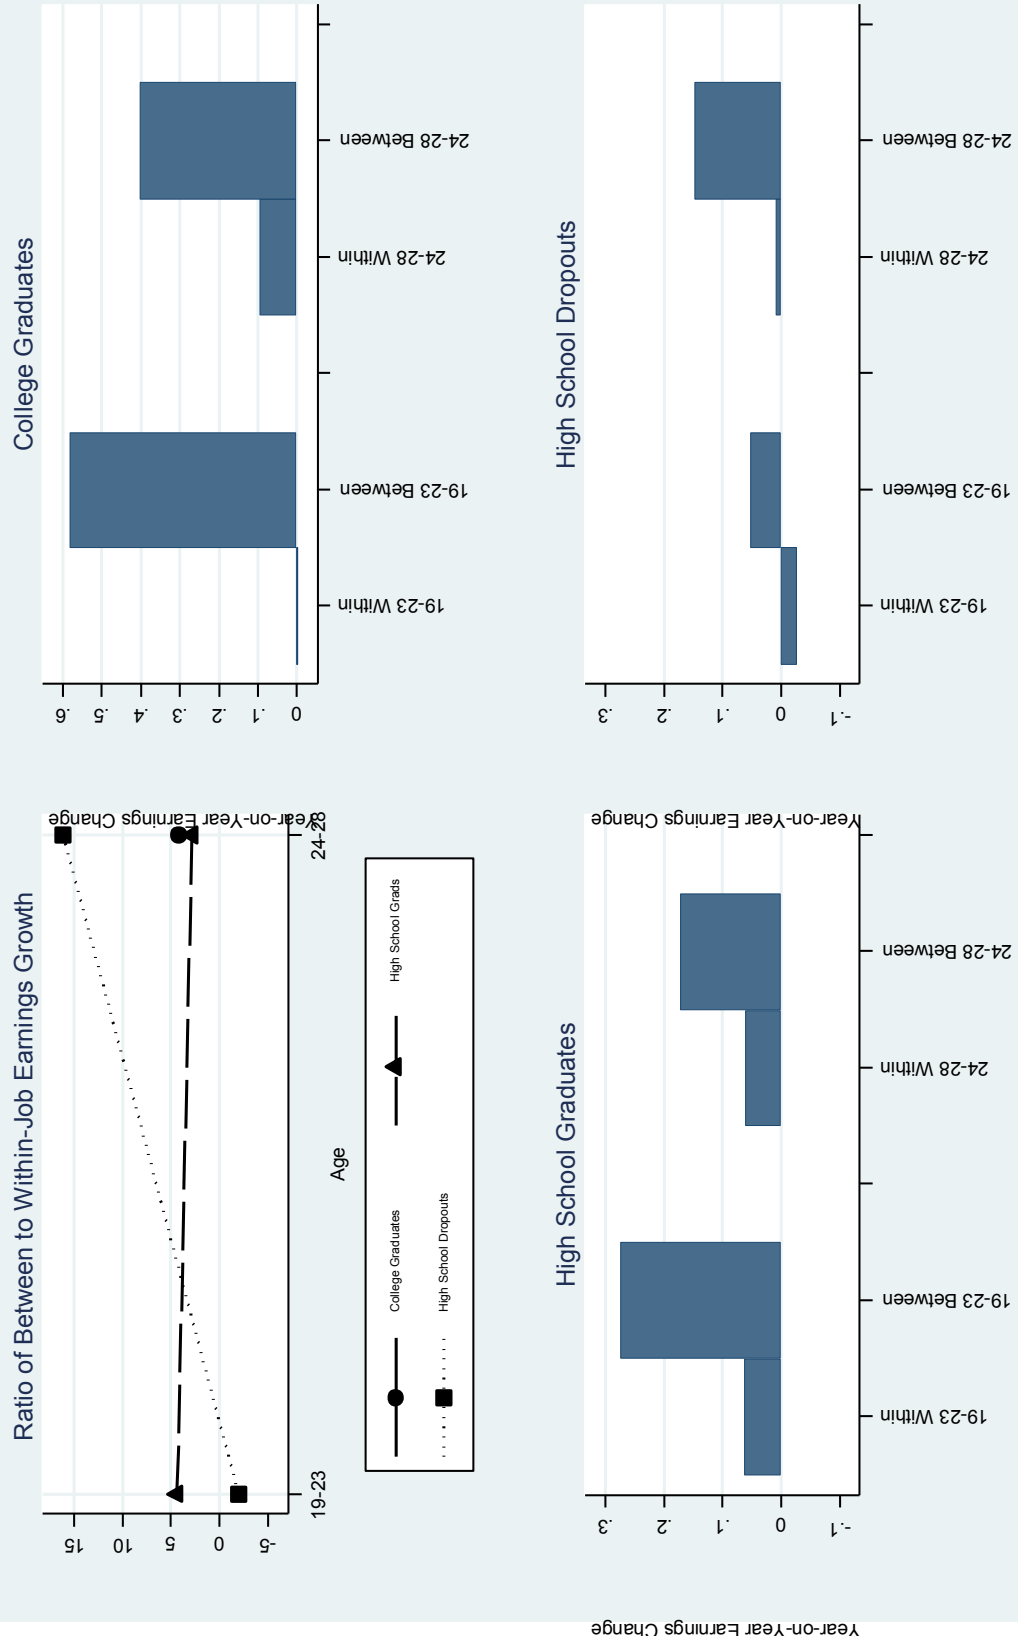 Ratio of Between to Within-Job Earnings Growth
15
10
5
0
-5
19-23
24-28
Age
College Graduates
High School Grads
High School Dropouts
College Graduates
Year-on-Year Earnings Change
.6
.5
.4
.3
.2
.1
0
19-23 Within
19-23 Between
24-28 Within
24-28 Between
High School Graduates
Year-on-Year Earnings Change
.3
.2
.1
0
-.1
19-23 Within
19-23 Between
24-28 Within
24-28 Between
High School Dropouts
Year-on-Year Earnings Change
.3
.2
.1
0
-.1
19-23 Within
19-23 Between
24-28 Within
24-28 Between